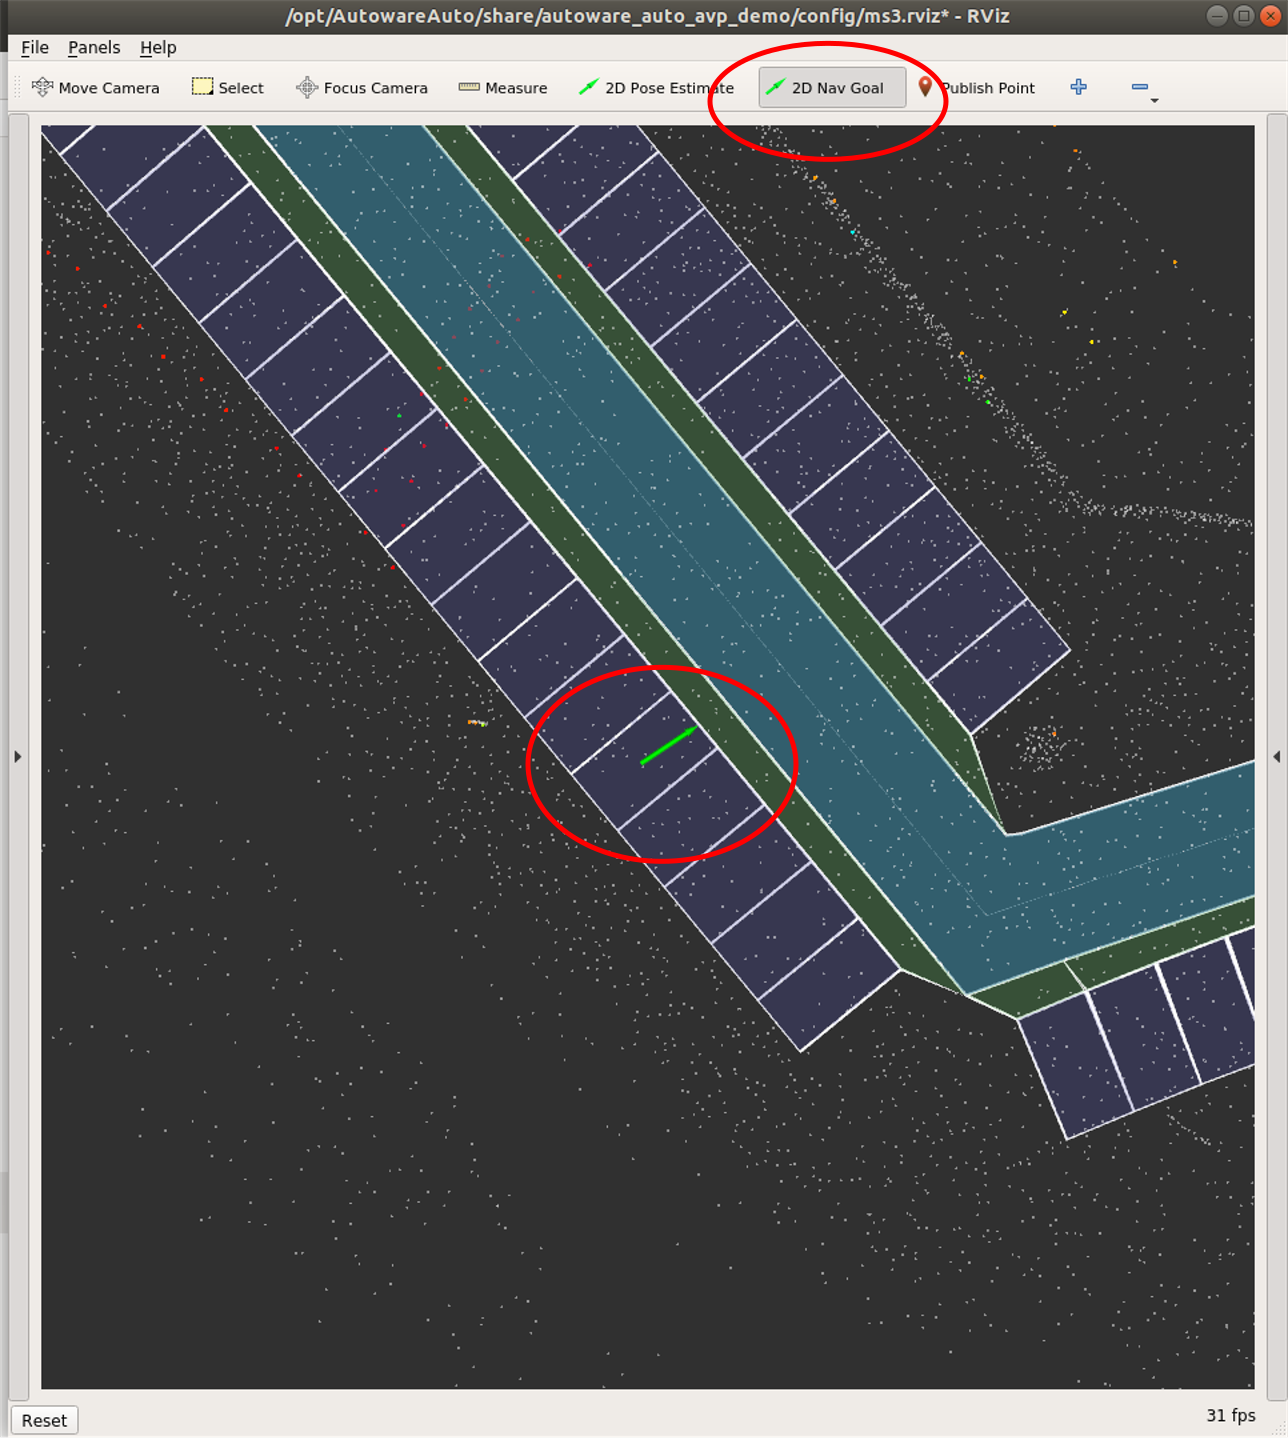 /opt/AutowareAuto/share/autoware_auto_avp_demo/config/ms3.rviz* - RViz
File Panels Help
Move Camera Select Focus Camera Measure 2D Pose Estimate 2D Nav Goal Publish Point
Reset 31 fps